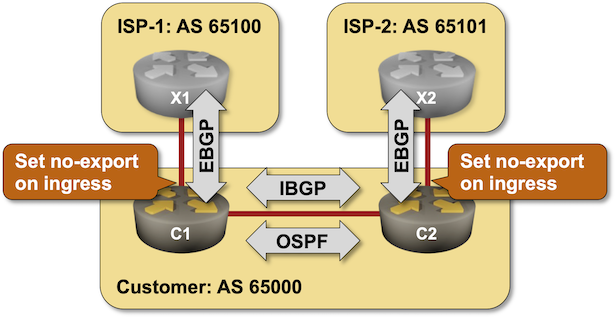 ISP-1: AS 65100
ISP-2: AS 65101
X1
X2
EBGP
EBGP
Set no-export
on ingress
Set no-export
on ingress
IBGP
C1
C2
OSPF
Customer: AS 65000